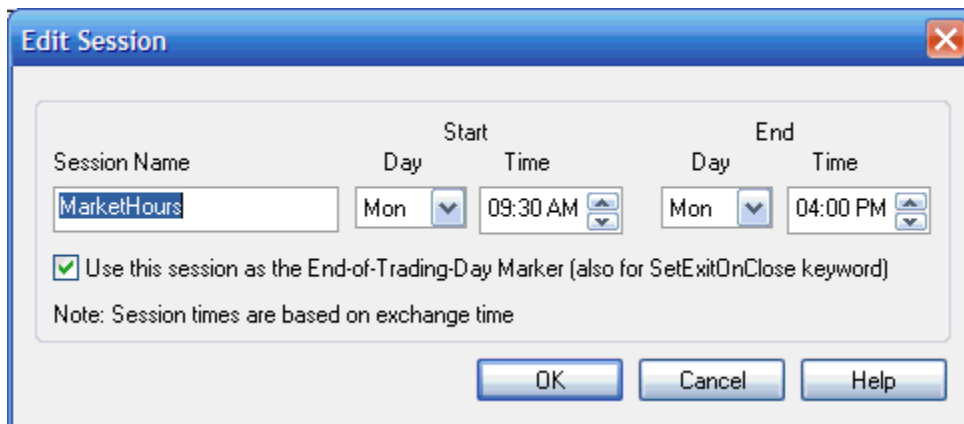 Edit Session
Start End
Session Name Day Time Day Time
MarketHours Mon 09:30 AM Mon 04:00 PM
Use this session as the End-of-Trading-Day Marker (also for SetExitOnClose keyword)
Note: Session times are based on exchange time
OK Cancel Help